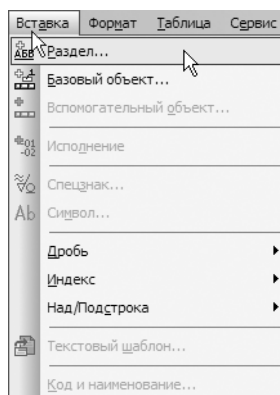 Вставка Формат Таблица Сервис
Раздел...
Базовый объект...
Вспомогательный объект...
Исполнение
Спецзнак...
Ab Символ...
Дробь
Индекс
Над/Подстрока
Текстовый шаблон...
Код и наименование...